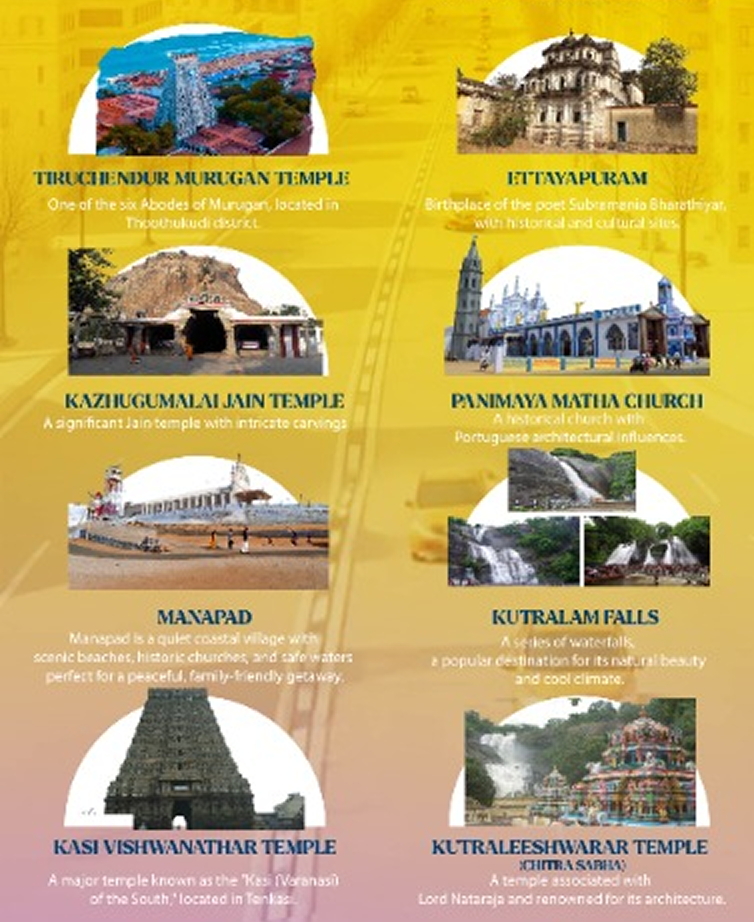 TIRUCHENDUR MURUGAN TEMPLE
One of the six Abodes of Murugan, located in
Thoothukudi district.
ETTAYAPURAM
Birthplace of the poet Subramania Bharathiyar,
with historical and cultural sites.
KAZHUGUMALAI JAIN TEMPLE
A significant Jain temple with intricate carvings
PANIMAYA MATHA CHURCH
A historical church with
Portuguese architectural influences.
MANAPAD
Manapad is a quiet coastal village with
scenic beaches, historic churches, and safe waters
perfect for a peaceful, family-friendly getaway.
KUTRALAM FALLS
A series of waterfalls,
a popular destination for its natural beauty
and cool climate.
KASI VISHWANATHAR TEMPLE
A major temple known as the "Kasi (Varanasi)
of the South," located in Tenkasi.
KUTRALEESHWARAR TEMPLE
(CHITRA SABHA)
A temple associated with
Lord Nataraja and renowned for its architecture.